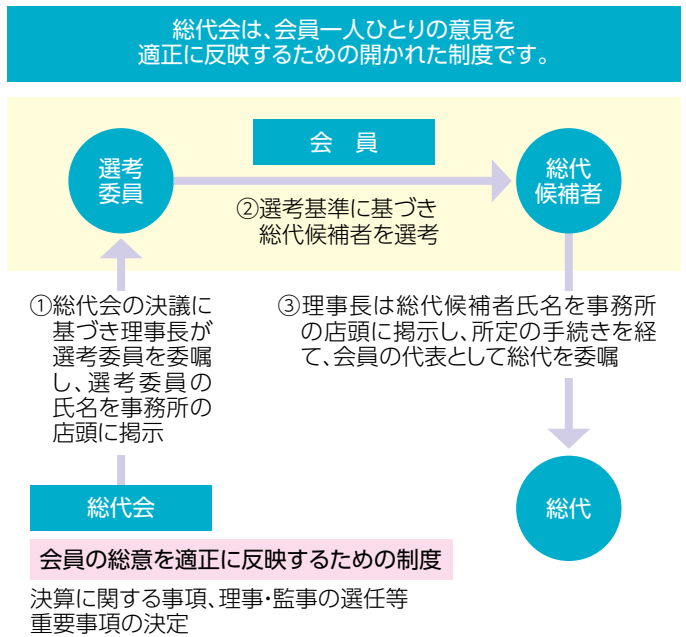 総代会は、会員一人ひとりの意見を
適正に反映するための開かれた制度です。
会　員
選考
委員
総代
候補者
②選考基準に基づき
総代候補者を選考
①総代会の決議に
基づき理事長が
選考委員を委嘱
し、選考委員の
氏名を事務所の
店頭に掲示
③理事長は総代候補者氏名を事務所
の店頭に掲示し、所定の手続きを経
て、会員の代表として総代を委嘱
総代会
総代
会員の総意を適正に反映するための制度
決算に関する事項、理事・監事の選任等
重要事項の決定